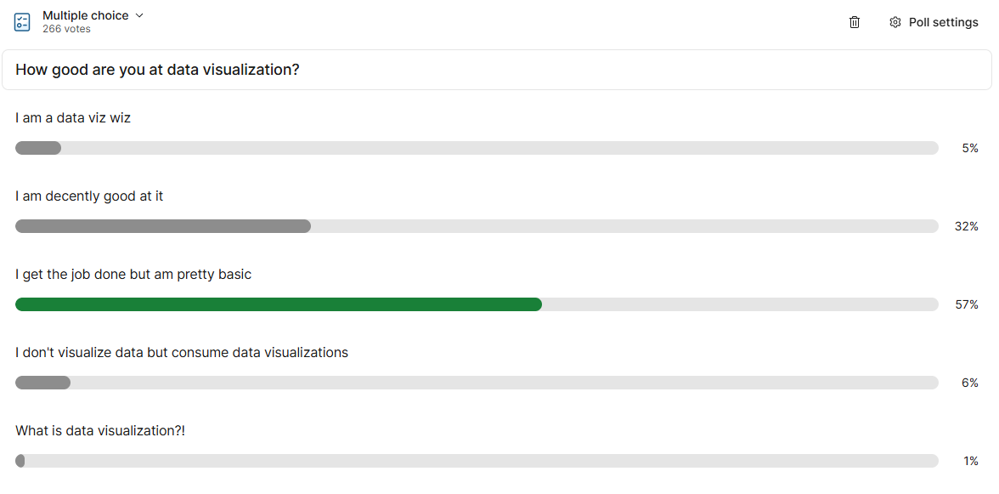 Multiple choice
266 votes
Poll settings
How good are you at data visualization?
I am a data viz wiz
5%
I am decently good at it
32%
I get the job done but am pretty basic
57%
I don't visualize data but consume data visualizations
6%
What is data visualization?!
1%